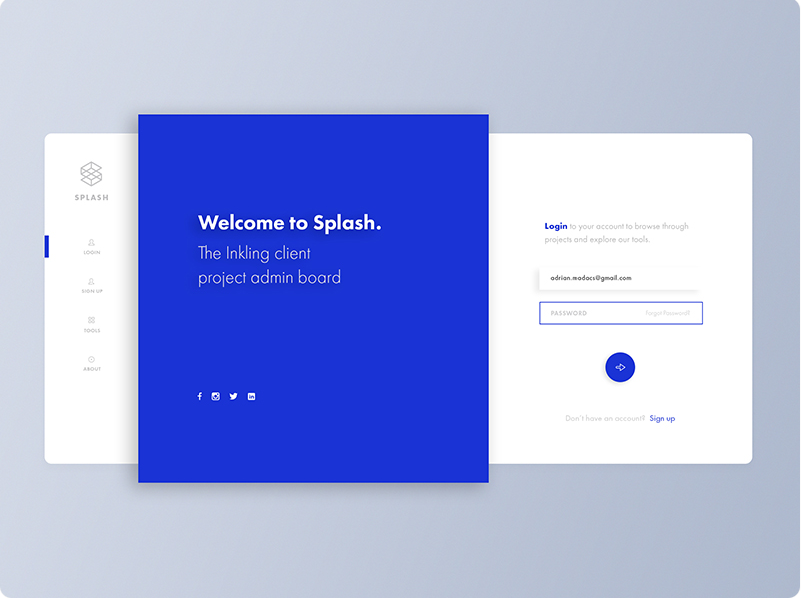 SPLASH
LOGIN
SIGN UP
TOOLS
ABOUT
Welcome to Splash.
The Inkling client
project admin board
Login to your account to browse through
projects and explore our tools.
adrian.madacs@gmail.com
PASSWORD Forgot Password?
Don't have an account? Sign up